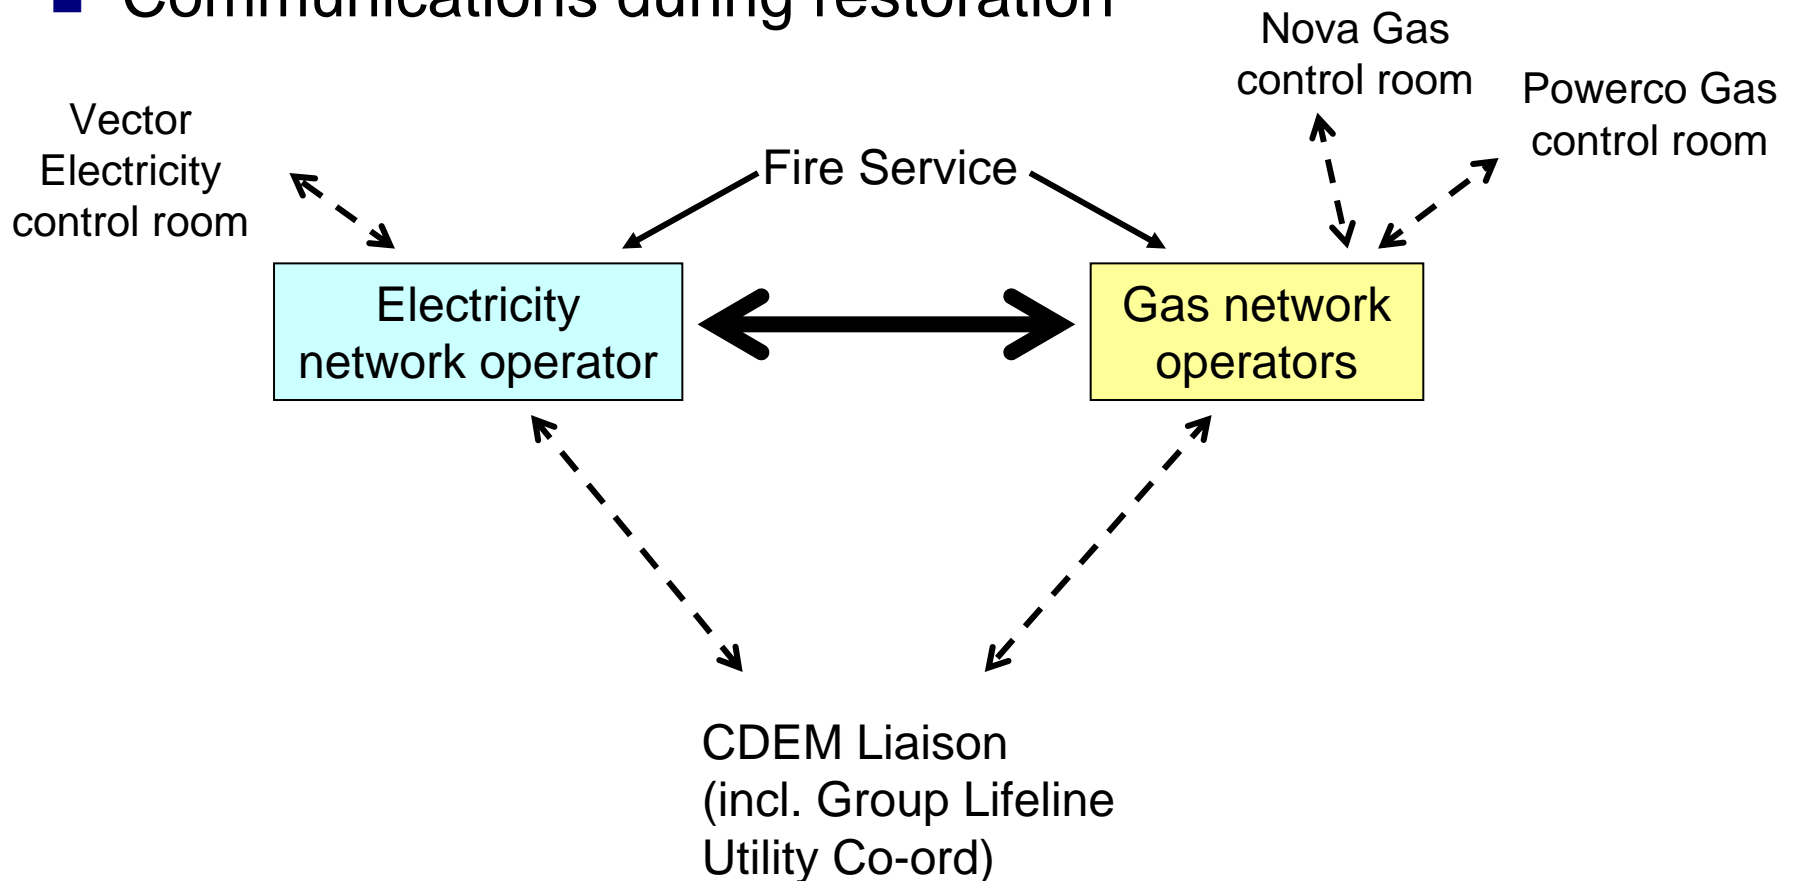 Communications during restoration
Nova Gas
control room
Powerco Gas
control room
Vector
Electricity
control room
Fire Service
Electricity
network operator
Gas network
operators
CDEM Liaison
(incl. Group Lifeline
Utility Co-ord)